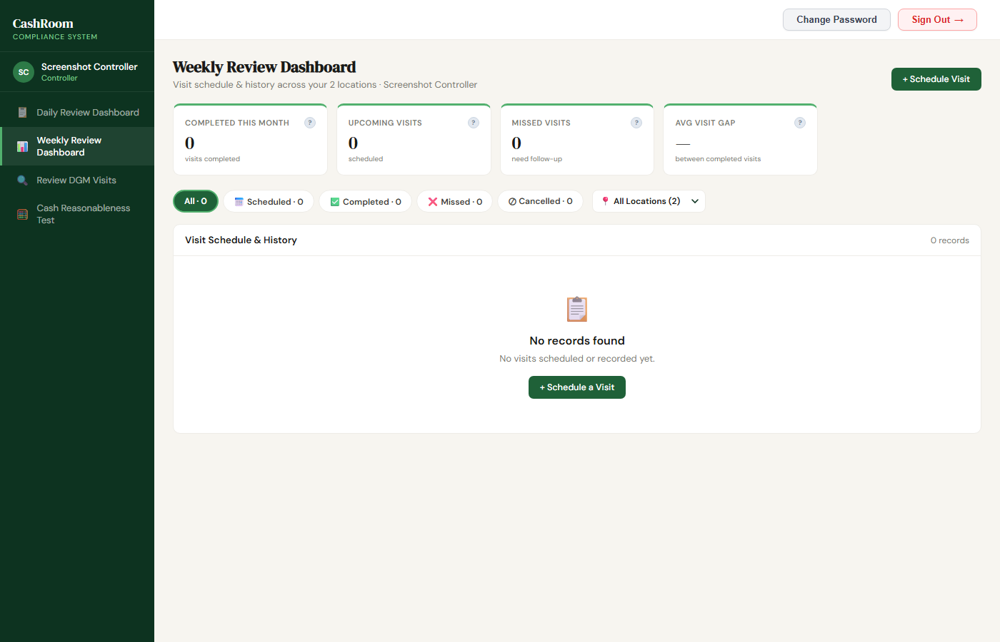 CashRoom
COMPLIANCE SYSTEM
SC
Screenshot Controller
Controller
Daily Review Dashboard
Weekly Review
Dashboard
Review DGM Visits
Cash Reasonableness
Test
Change Password
Sign Out →
Weekly Review Dashboard
Visit schedule & history across your 2 locations · Screenshot Controller
+ Schedule Visit
COMPLETED THIS MONTH ?
0
visits completed
UPCOMING VISITS ?
0
scheduled
MISSED VISITS ?
0
need follow-up
AVG VISIT GAP ?
—
between completed visits
All · 0
Scheduled · 0
Completed · 0
Missed · 0
Cancelled · 0
All Locations (2)
Visit Schedule & History
0 records
No records found
No visits scheduled or recorded yet.
+ Schedule a Visit